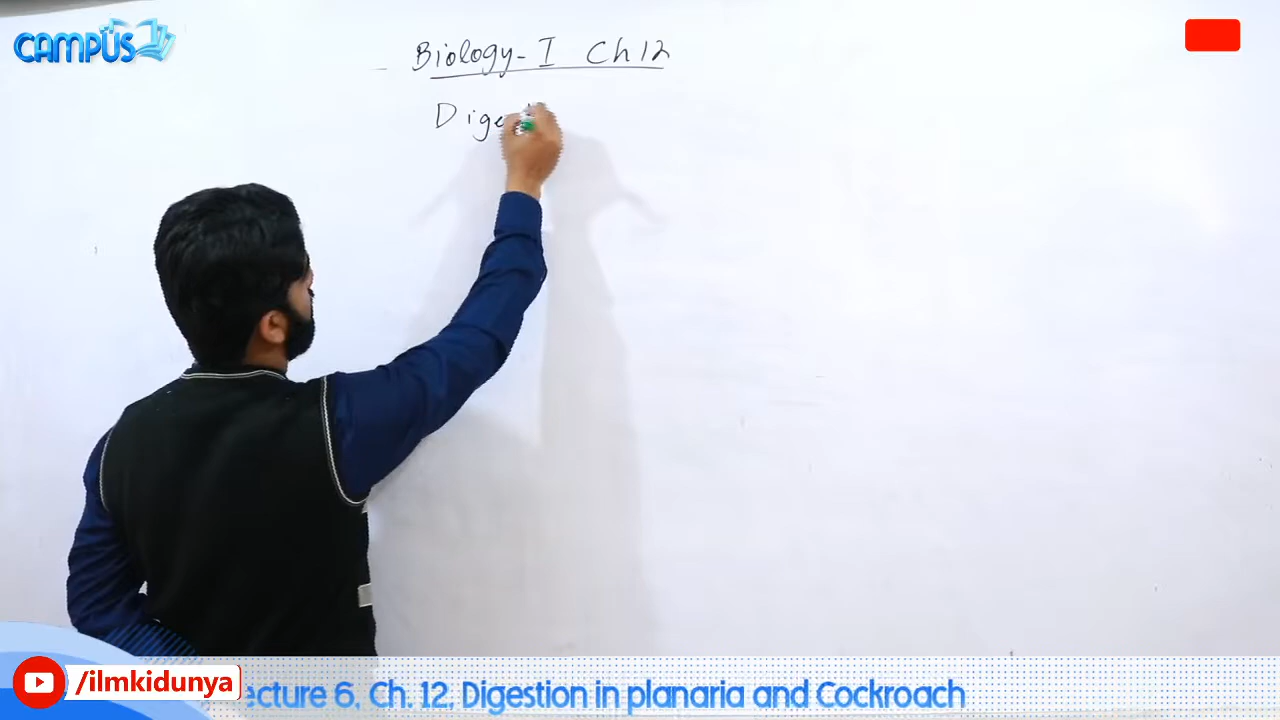 CAMPUS
Biology-I Ch 12
Dige
/ilmkidunya
ecture 6, Ch. 12, Digestion in planaria and Cockroach